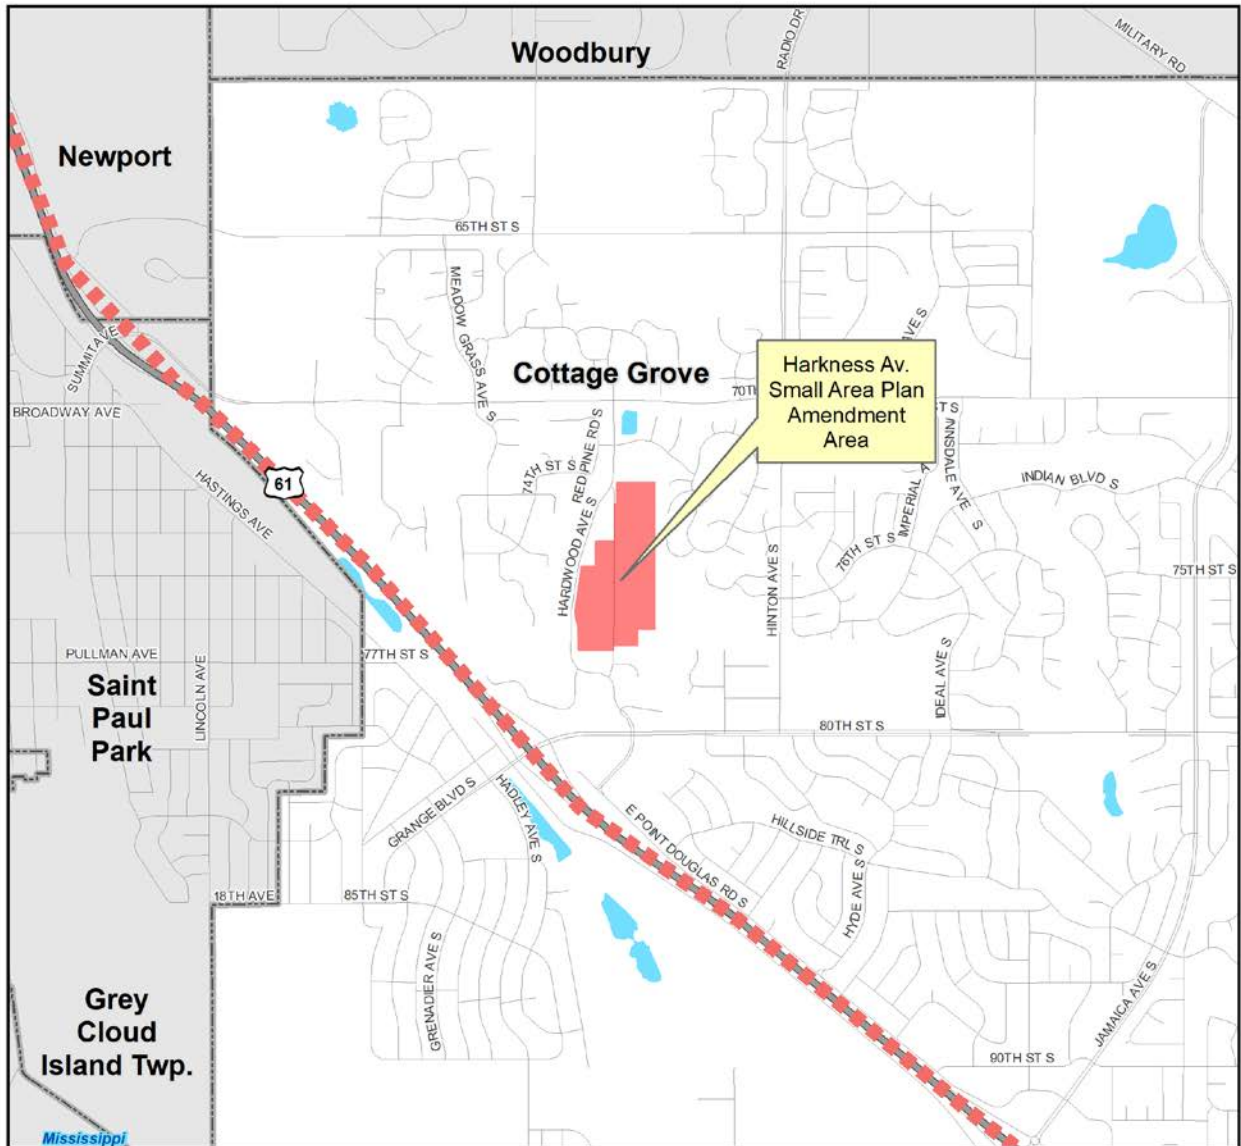 Woodbury
RADIO DR
MILITARY RD
Newport
65TH ST S
MEADOW GRASS AVE S
SUMMIT AVE
BROADWAY AVE
Cottage Grove
AVE S
Harkness Av.
Small Area Plan
Amendment
Area
70TH
ST S
INNSDALE AVE S
IMPERIAL A
INDIAN BLVD S
74TH ST S
RED PINE RD S
HARDWOOD AVE S
61
HASTINGS AVE
76TH ST S
HINTON AVE S
75TH ST S
PULLMAN AVE
LINCOLN AVE
77TH ST S
Saint
Paul
Park
IDEAL AVE S
80TH ST S
GRANGE BLVD S
HADLEY AVE S
E POINT DOUGLAS RD S
HILLSIDE TRL S
HYDE AVE S
18TH AVE
85TH ST S
GRENADIER AVE S
JAMAICA AVE S
90TH ST S
Grey
Cloud
Island Twp.
Mississippi